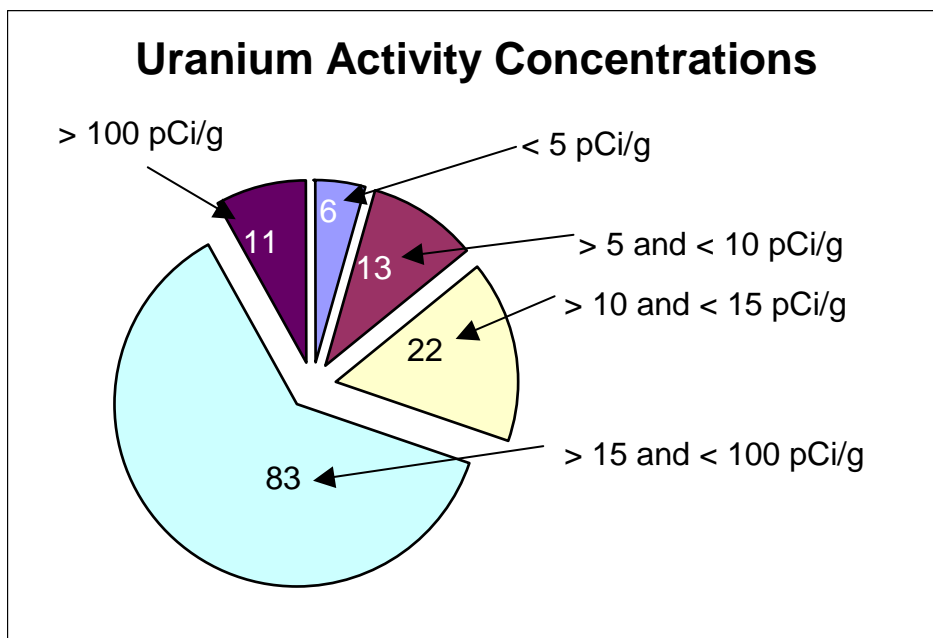 Uranium Activity Concentrations
> 100 pCi/g
< 5 pCi/g
6
11
13
> 5 and < 10 pCi/g
> 10 and < 15 pCi/g
22
> 15 and < 100 pCi/g
83